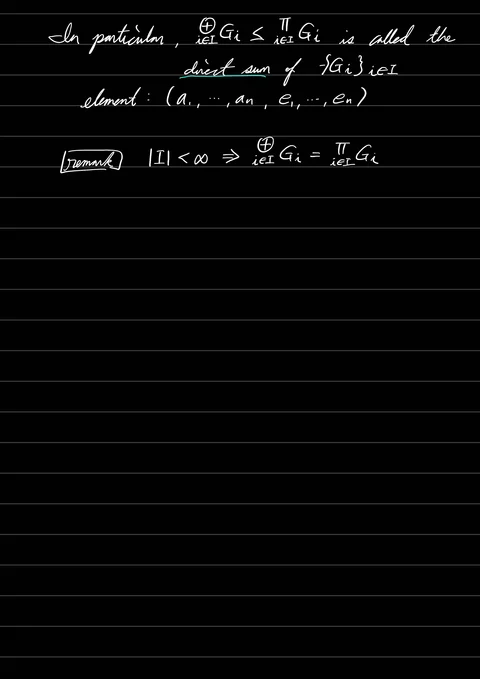 In particular, ⊕_{i∈I} G_i ≤ ∏_{i∈I} G_i is called the
direct sum of {G_i}_{i∈I}
element : (a_1, ⋯, a_n, e_1, ⋯, e_n)
remark |I| < ∞ ⇒ ⊕_{i∈I} G_i = ∏_{i∈I} G_i